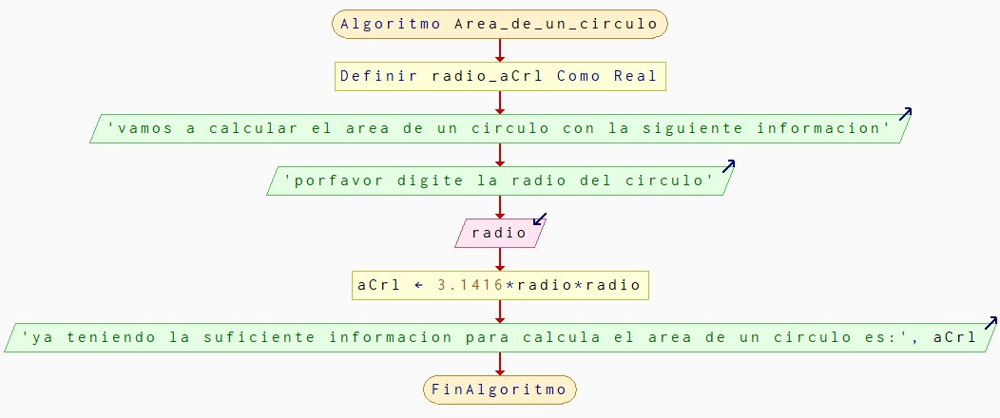 Algoritmo Area_de_un_circulo
Definir radio_aCrl Como Real
'vamos a calcular el area de un circulo con la siguiente informacion'
'porfavor digite la radio del circulo'
radio
aCrl ← 3.1416*radio*radio
'ya teniendo la suficiente informacion para calcula el area de un circulo es:', aCrl
FinAlgoritmo